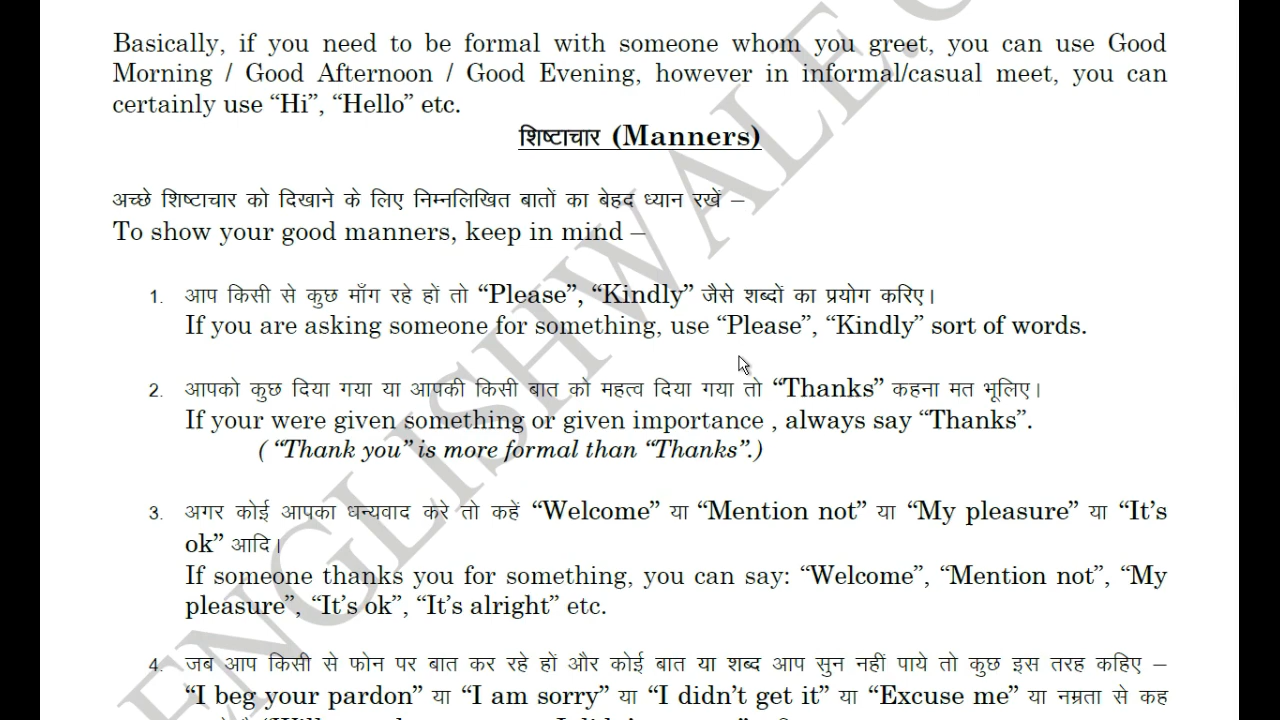 Basically, if you need to be formal with someone whom you greet, you can use Good
Morning / Good Afternoon / Good Evening, however in informal/casual meet, you can
certainly use “Hi”, “Hello” etc.
शिष्टाचार (Manners)
अच्छे शिष्टाचार को दिखाने के लिए निम्नलिखित बातों का बेहद ध्यान रखें –
To show your good manners, keep in mind –
1. आप किसी से कुछ माँग रहे हों तो “Please”, “Kindly” जैसे शब्दों का प्रयोग करिए।
If you are asking someone for something, use “Please”, “Kindly” sort of words.
2. आपको कुछ दिया गया या आपकी किसी बात को महत्व दिया गया तो “Thanks” कहना मत भूलिए।
If your were given something or given importance , always say “Thanks”.
( “Thank you” is more formal than “Thanks”.)
3. अगर कोई आपका धन्यवाद करे तो कहें “Welcome” या “Mention not” या “My pleasure” या “It’s
ok” आदि।
If someone thanks you for something, you can say: “Welcome”, “Mention not”, “My
pleasure”, “It’s ok”, “It’s alright” etc.
4. जब आप किसी से फोन पर बात कर रहे हों और कोई बात या शब्द आप सुन नहीं पाये तो कुछ इस तरह कहिए –
“I beg your pardon” या “I am sorry” या “I didn’t get it” या “Excuse me” या नम्रता से कह
ENGLISHWALE.C